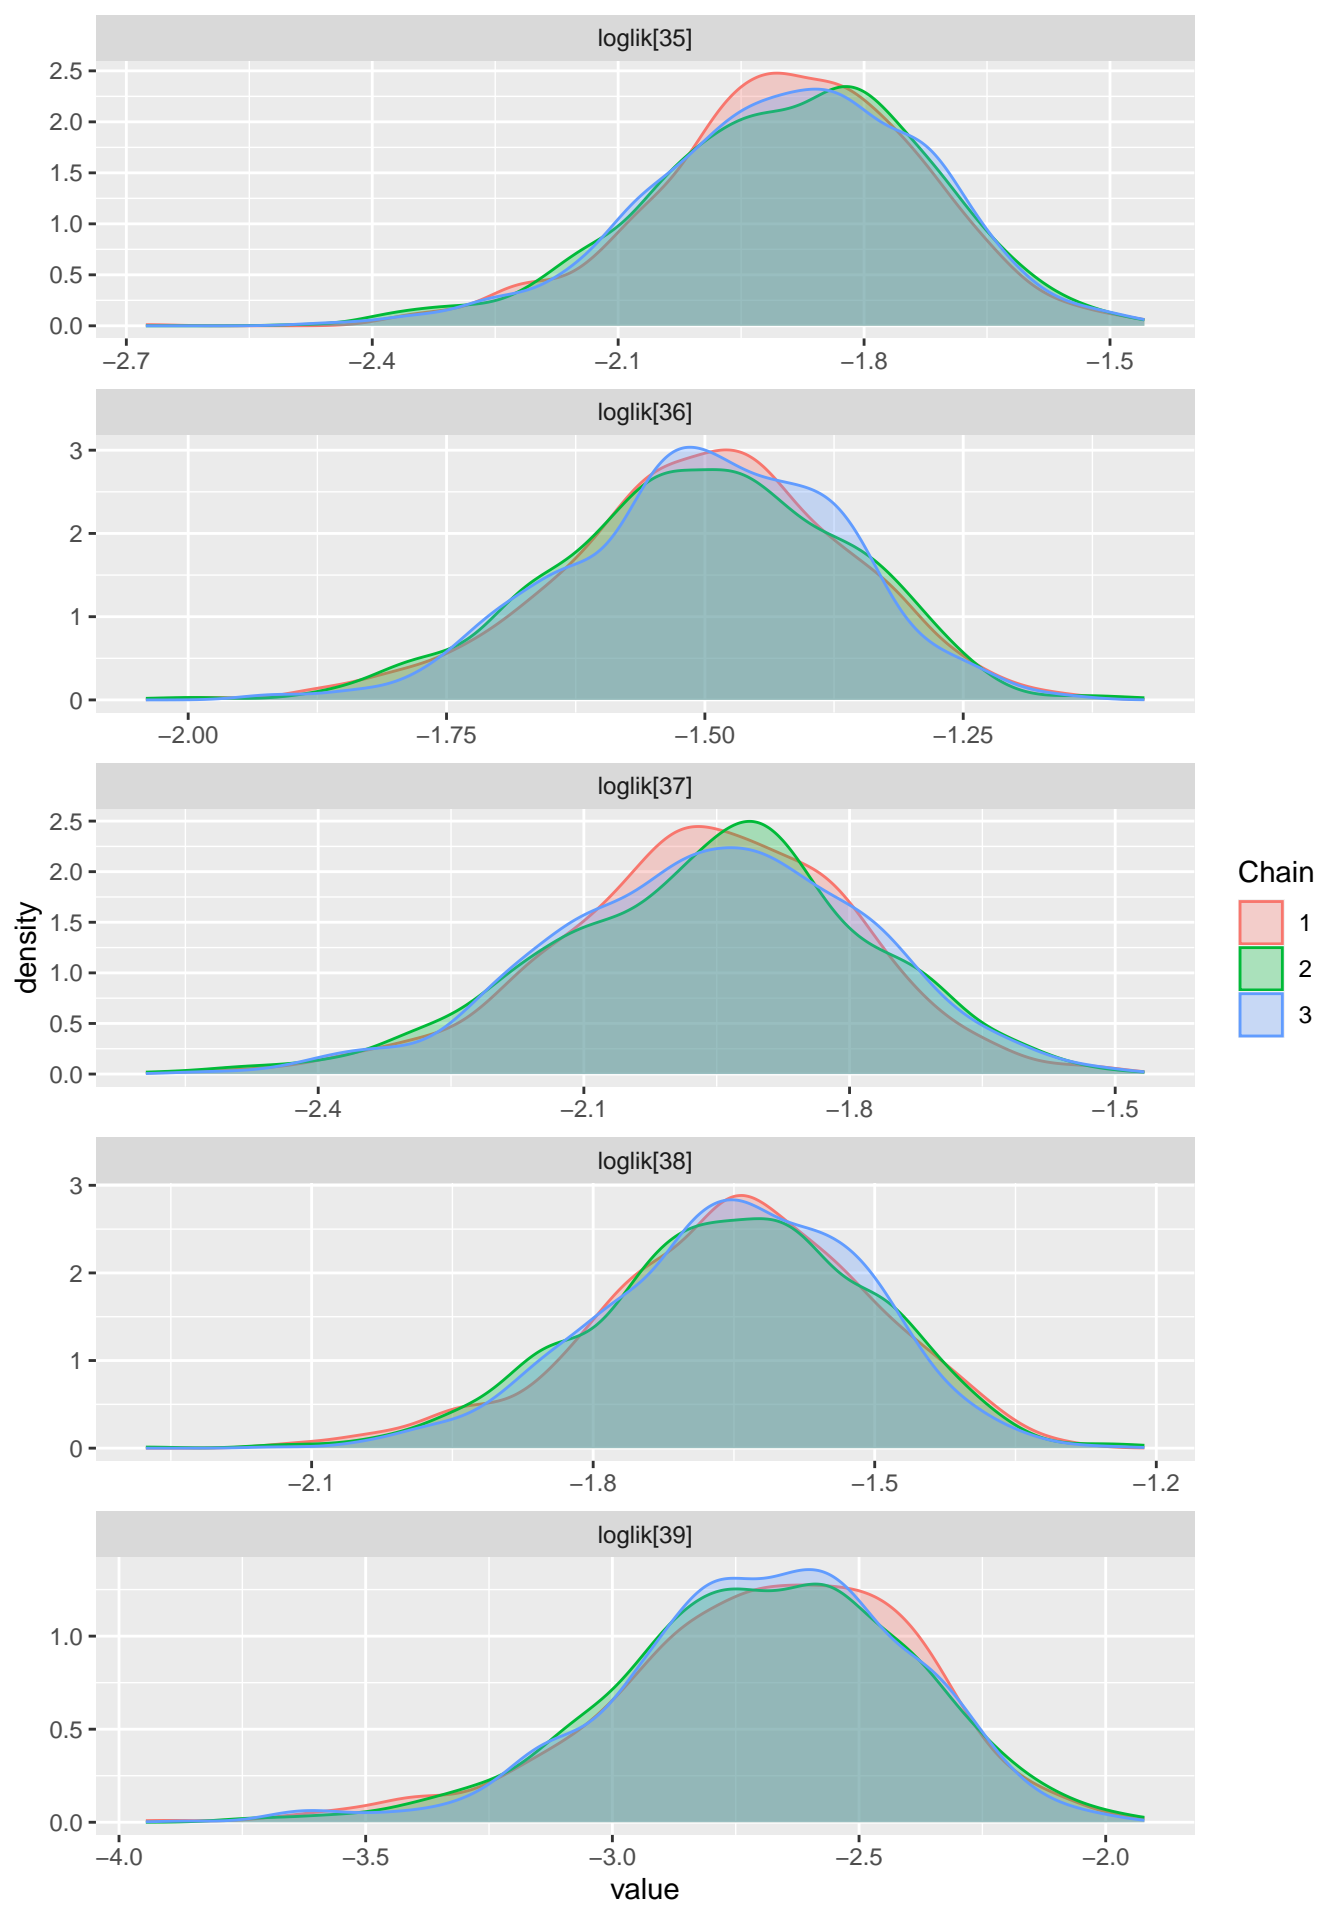 loglik[35]
2.5
2.0
1.5
1.0
0.5
0.0
−2.7 −2.4 −2.1 −1.8 −1.5
loglik[36]
3
2
1
0
−2.00 −1.75 −1.50 −1.25
loglik[37]
2.5
2.0
1.5
1.0
0.5
0.0
−2.4 −2.1 −1.8 −1.5
loglik[38]
3
2
1
0
−2.1 −1.8 −1.5 −1.2
loglik[39]
1.0
0.5
0.0
−4.0 −3.5 −3.0 −2.5 −2.0
value
density
Chain
1
2
3